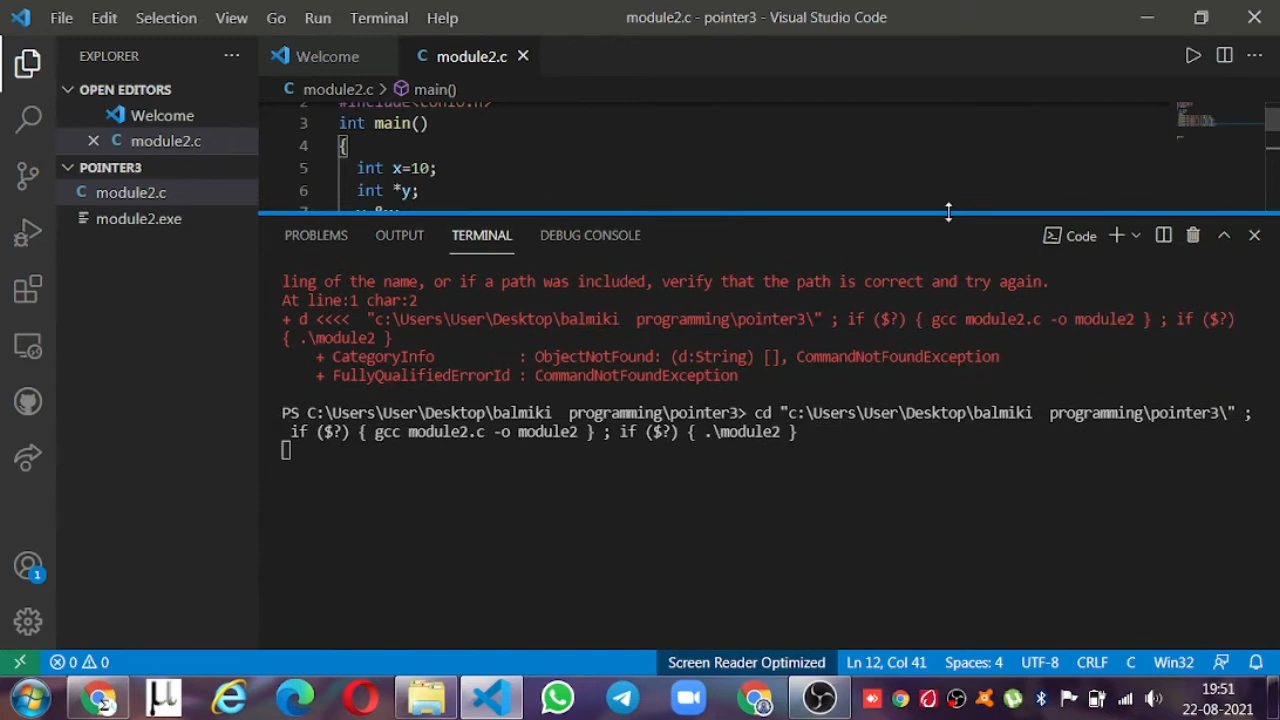 File Edit Selection View Go Run Terminal Help module2.c - pointer3 - Visual Studio Code
EXPLORER
Welcome
module2.c
OPEN EDITORS
module2.c > main()
Welcome
2 #include<conio.h>
3 int main()
module2.c
4 {
POINTER3
5 int x=10;
module2.c
6 int *y;
module2.exe
PROBLEMS OUTPUT TERMINAL DEBUG CONSOLE Code
ling of the name, or if a path was included, verify that the path is correct and try again.
At line:1 char:2
+ d <<<< "c:\Users\User\Desktop\balmiki  programming\pointer3\" ; if ($?) { gcc module2.c -o module2 } ; if ($?)
{ .\module2 }
    + CategoryInfo          : ObjectNotFound: (d:String) [], CommandNotFoundException
    + FullyQualifiedErrorId : CommandNotFoundException
PS C:\Users\User\Desktop\balmiki  programming\pointer3> cd "c:\Users\User\Desktop\balmiki  programming\pointer3\" ;
if ($?) { gcc module2.c -o module2 } ; if ($?) { .\module2 }
1
0 0 Screen Reader Optimized Ln 12, Col 41 Spaces: 4 UTF-8 CRLF C Win32
19:51
22-08-2021